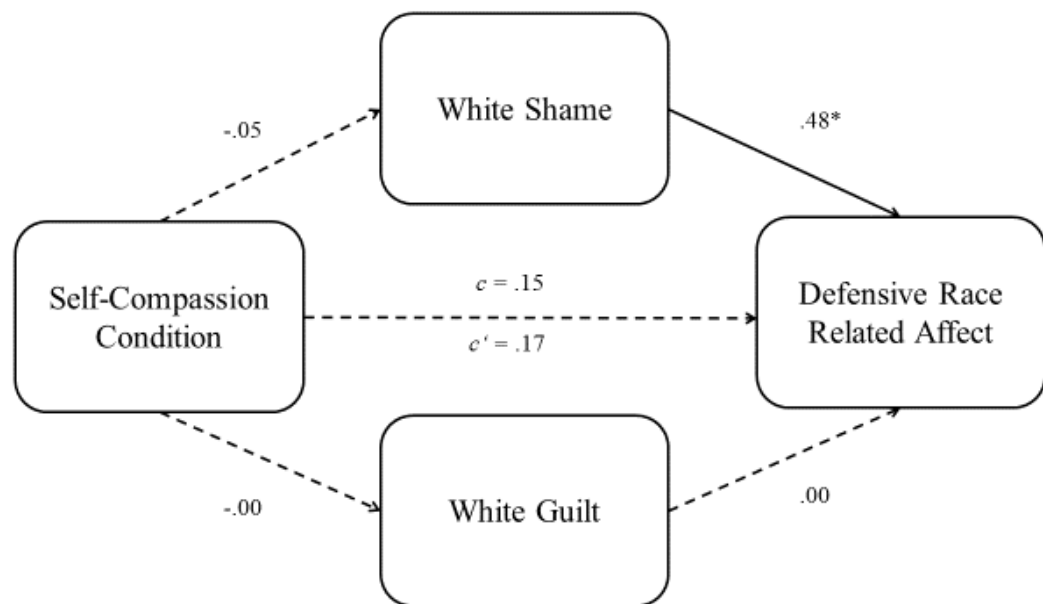 White Shame
-.05
.48*
Self-Compassion
Condition
c = .15
c‘ = .17
Defensive Race
Related Affect
-.00
White Guilt
.00